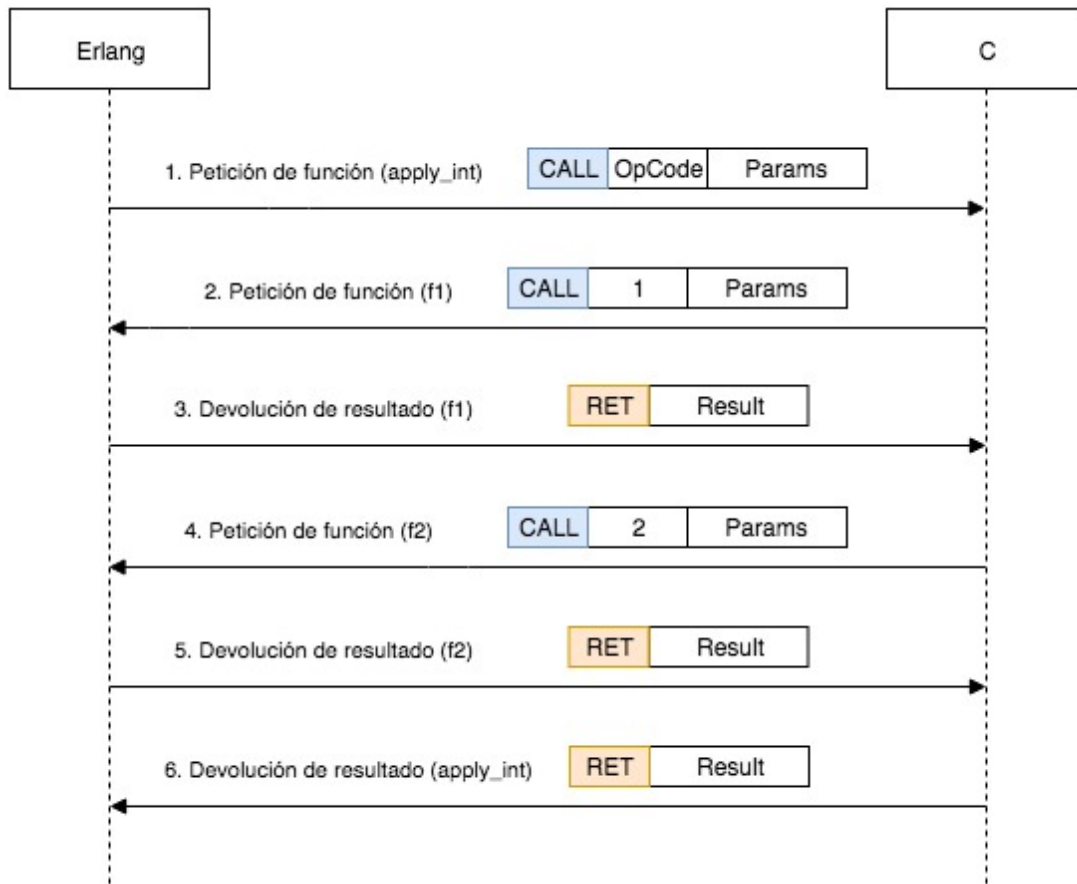 Erlang
C
1. Petición de función (apply_int) CALL OpCode Params
2. Petición de función (f1) CALL 1 Params
3. Devolución de resultado (f1) RET Result
4. Petición de función (f2) CALL 2 Params
5. Devolución de resultado (f2) RET Result
6. Devolución de resultado (apply_int) RET Result